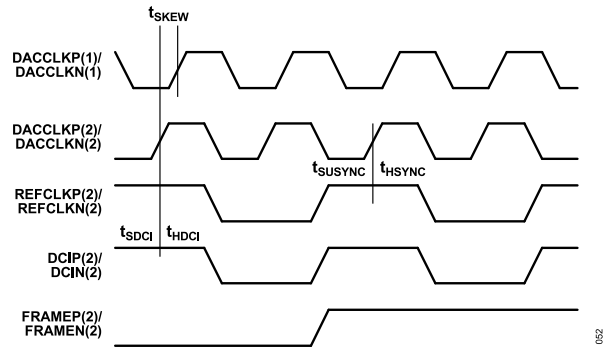 tSKEW
DACCLKP(1)/
DACCLKN(1)
DACCLKP(2)/
DACCLKN(2)
tSUSYNC tHSYNC
REFCLKP(2)/
REFCLKN(2)
tSDCI tHDCI
DCIP(2)/
DCIN(2)
FRAMEP(2)/
FRAMEN(2)
052